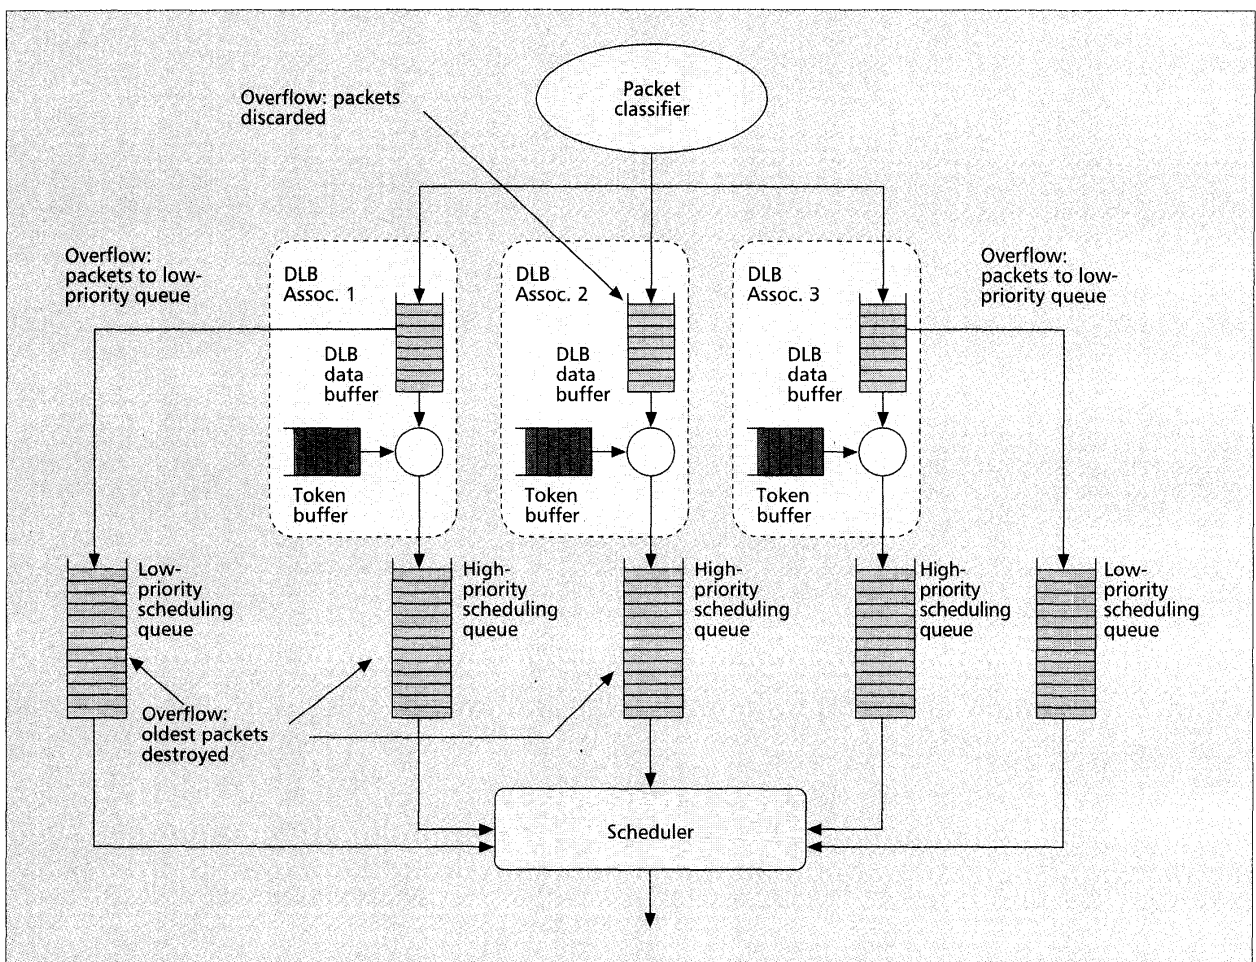 Packet
classifier
Overflow: packets
discarded
Overflow:
packets to low-
priority queue
DLB
Assoc. 1
DLB
Assoc. 2
DLB
Assoc. 3
Overflow:
packets to low-
priority queue
DLB
data
buffer
DLB
data
buffer
DLB
data
buffer
Token
buffer
Token
buffer
Token
buffer
Low-
priority
scheduling
queue
High-
priority
scheduling
queue
High-
priority
scheduling
queue
High-
priority
scheduling
queue
Low-
priority
scheduling
queue
Overflow:
oldest packets
destroyed
Scheduler